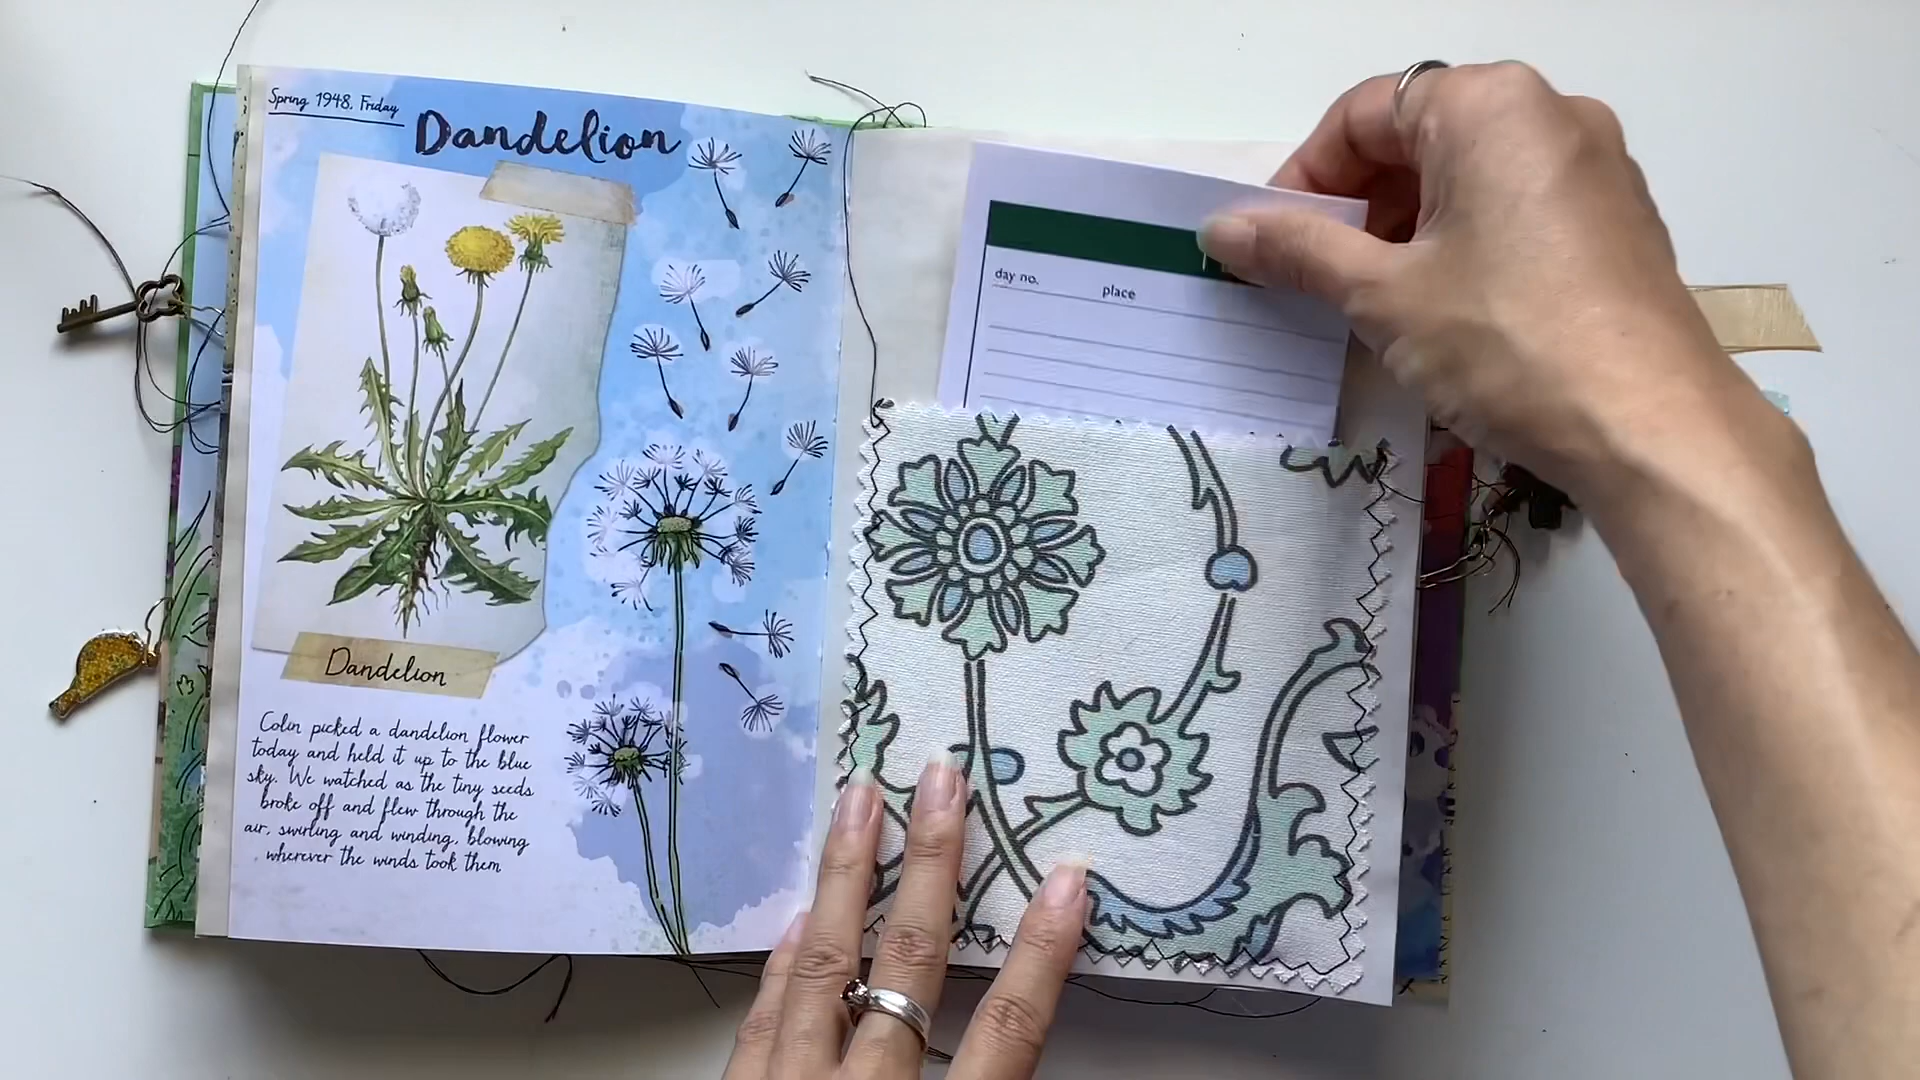 Spring 1948, Friday
Dandelion
Dandelion
Colin picked a dandelion flower
today and held it up to the blue
sky. We watched as the tiny seeds
broke off and flew through the
air, swirling and winding, blowing
wherever the winds took them
day no. place